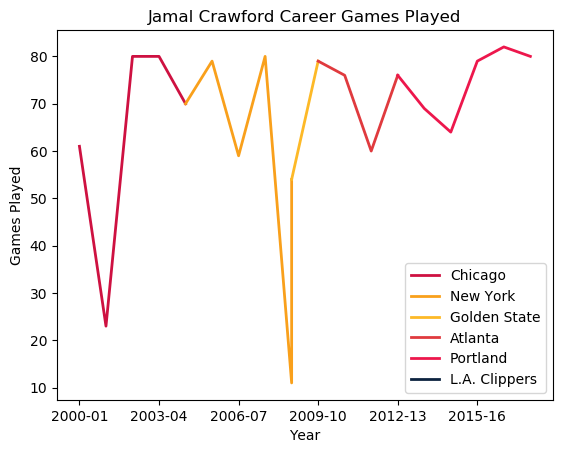 Jamal Crawford Career Games Played
Games Played
80
70
60
50
40
30
20
10
2000-01 2003-04 2006-07 2009-10 2012-13 2015-16
Year
Chicago
New York
Golden State
Atlanta
Portland
L.A. Clippers